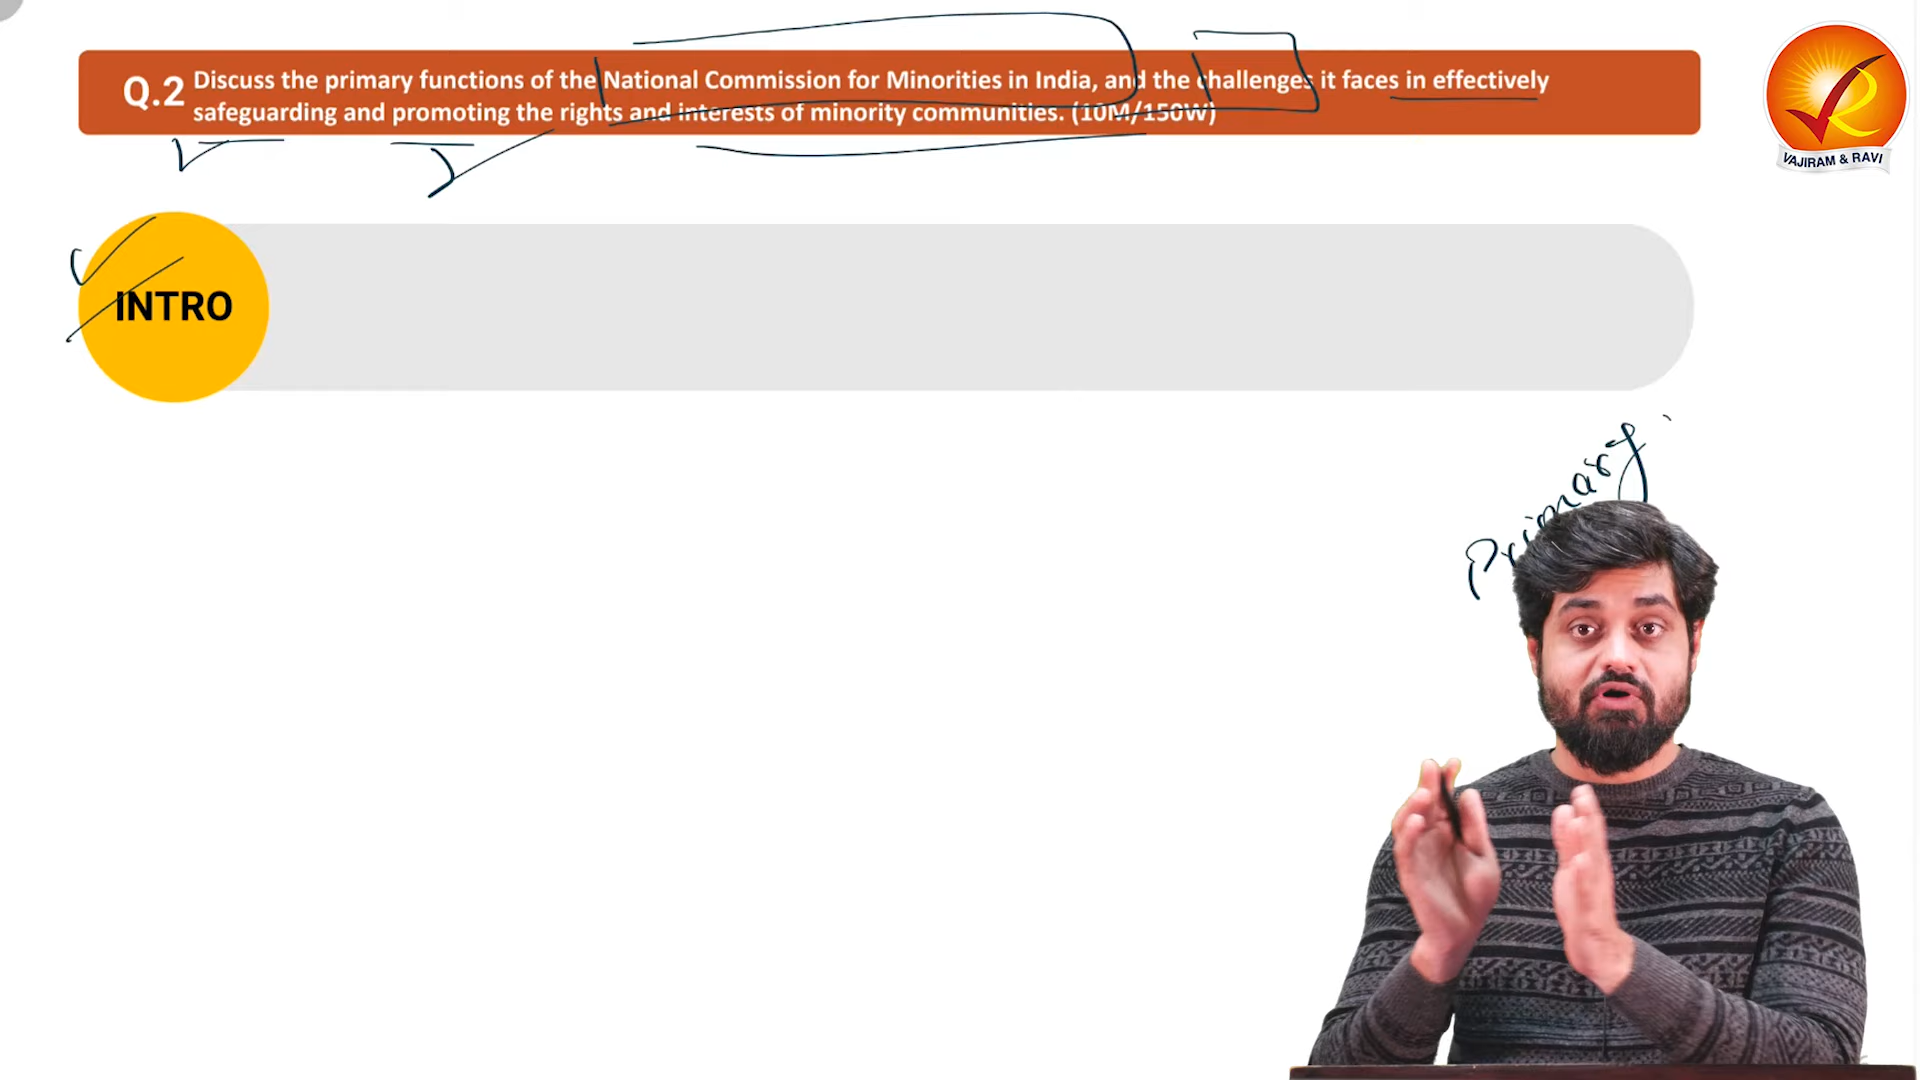 Q.2 Discuss the primary functions of the National Commission for Minorities in India, and the challenges it faces in effectively
safeguarding and promoting the rights and interests of minority communities. (10M/150W)
VAJIRAM & RAVI
INTRO
Primary